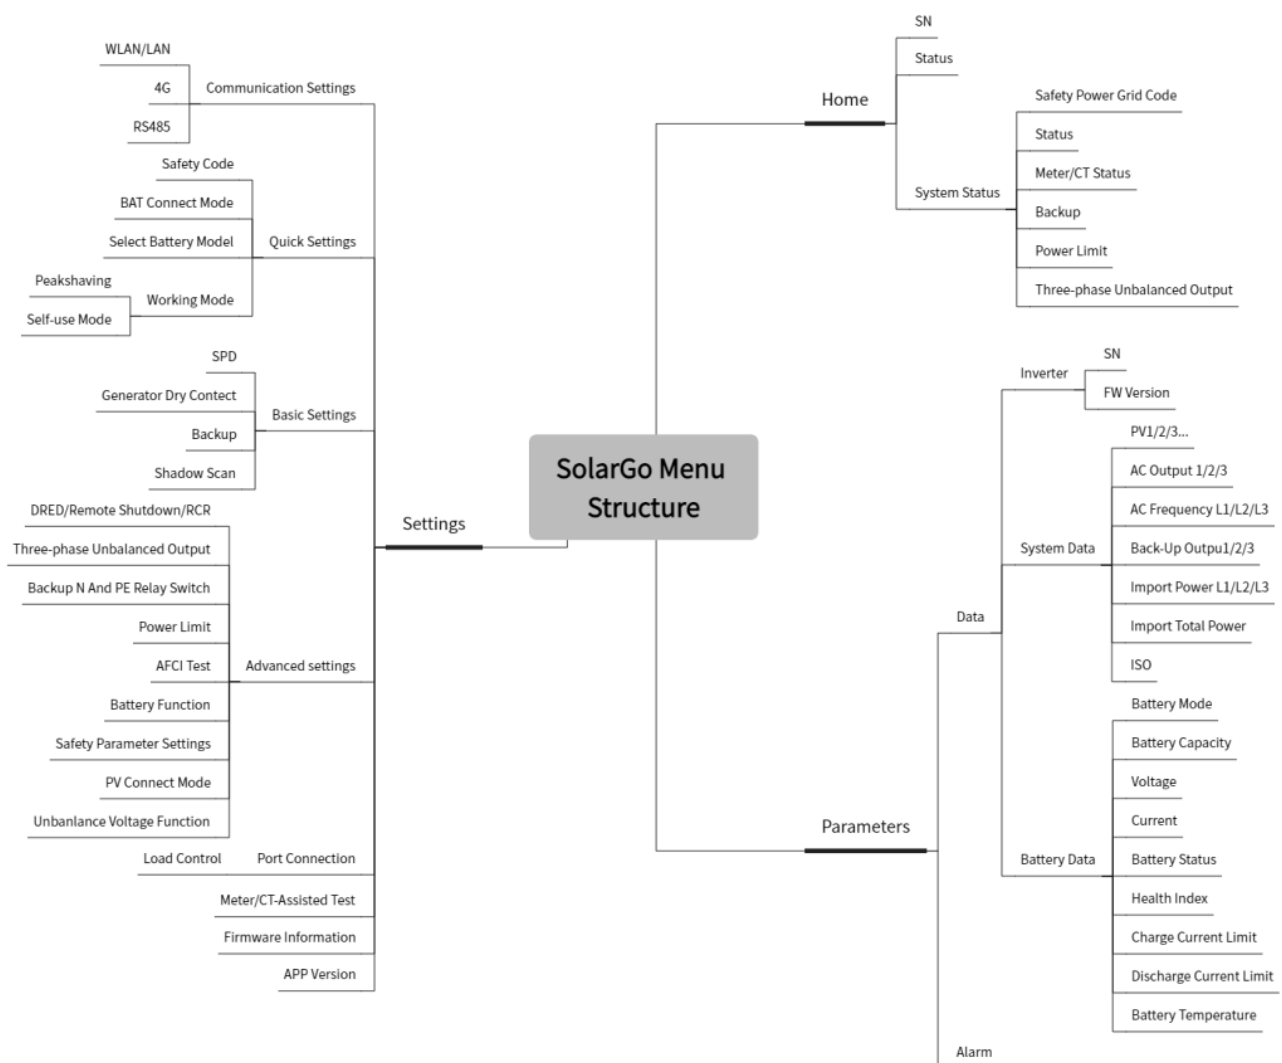 SolarGo Menu
Structure
Home
SN
Status
System Status
Safety Power Grid Code
Status
Meter/CT Status
Backup
Power Limit
Three-phase Unbalanced Output
Parameters
Data
Inverter
SN
FW Version
System Data
PV1/2/3...
AC Output 1/2/3
AC Frequency L1/L2/L3
Back-Up Outpu1/2/3
Import Power L1/L2/L3
Import Total Power
ISO
Battery Data
Battery Mode
Battery Capacity
Voltage
Current
Battery Status
Health Index
Charge Current Limit
Discharge Current Limit
Battery Temperature
Alarm
Settings
Communication Settings
WLAN/LAN
4G
RS485
Quick Settings
Safety Code
BAT Connect Mode
Select Battery Model
Working Mode
Peakshaving
Self-use Mode
Basic Settings
SPD
Generator Dry Contect
Backup
Shadow Scan
Advanced settings
DRED/Remote Shutdown/RCR
Three-phase Unbalanced Output
Backup N And PE Relay Switch
Power Limit
AFCI Test
Battery Function
Safety Parameter Settings
PV Connect Mode
Unbanlance Voltage Function
Port Connection
Load Control
Meter/CT-Assisted Test
Firmware Information
APP Version